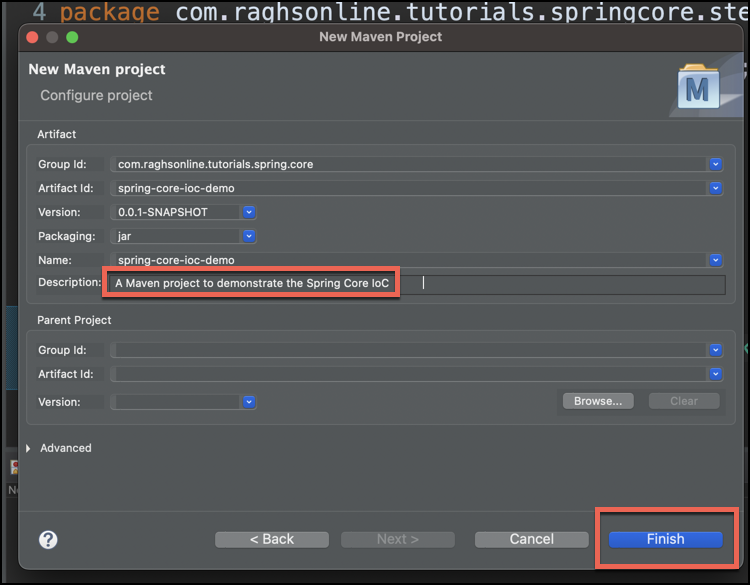 4 package com.raghsonline.tutorials.springcore.ste
New Maven Project
New Maven project
Configure project
M
Artifact
Group Id: com.raghsonline.tutorials.spring.core
Artifact Id: spring-core-ioc-demo
Version: 0.0.1-SNAPSHOT
Packaging: jar
Name: spring-core-ioc-demo
Description: A Maven project to demonstrate the Spring Core IoC
Parent Project
Group Id:
Artifact Id:
Version:
Browse... Clear
Advanced
? < Back Next > Cancel Finish